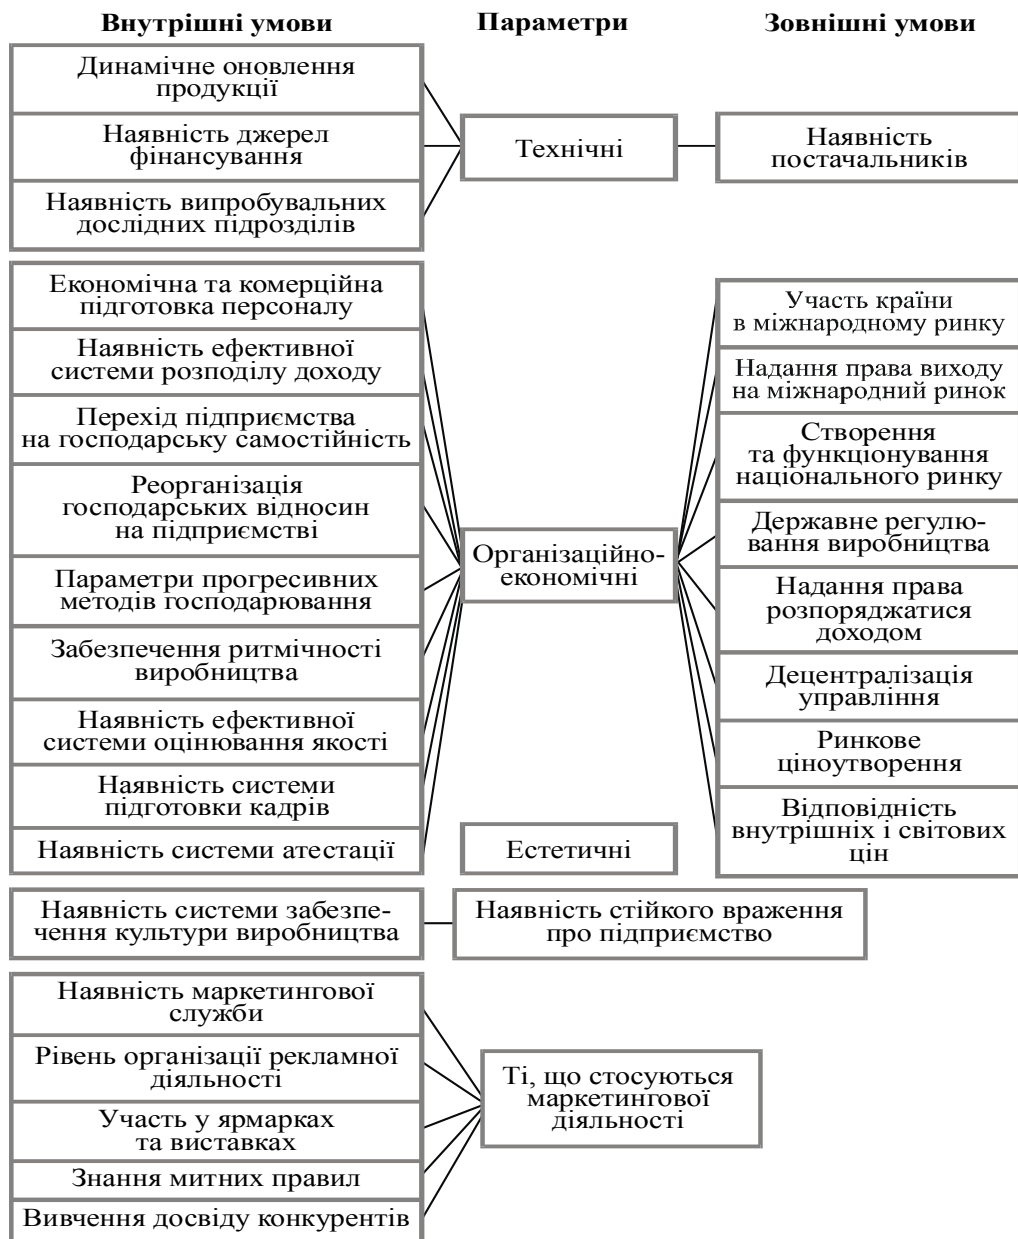 Внутрішні умови
Параметри
Зовнішні умови
Динамічне оновлення
продукції
Наявність джерел
фінансування
Наявність випробувальних
дослідних підрозділів
Технічні
Наявність
постачальників
Економічна та комерційна
підготовка персоналу
Наявність ефективної
системи розподілу доходу
Перехід підприємства
на господарську самостійність
Реорганізація
господарських відносин
на підприємстві
Параметри прогресивних
методів господарювання
Забезпечення ритмічності
виробництва
Наявність ефективної
системи оцінювання якості
Наявність системи
підготовки кадрів
Наявність системи атестації
Організаційно-
економічні
Естетичні
Участь країни
в міжнародному ринку
Надання права виходу
на міжнародний ринок
Створення
та функціонування
національного ринку
Державне регулю-
вання виробництва
Надання права
розпоряджатися
доходом
Децентралізація
управління
Ринкове
ціноутворення
Відповідність
внутрішніх і світових
цін
Наявність системи забезпе-
чення культури виробництва
Наявність стійкого враження
про підприємство
Наявність маркетингової
служби
Рівень організації рекламної
діяльності
Участь у ярмарках
та виставках
Знання митних правил
Вивчення досвіду конкурентів
Ті, що стосуються
маркетингової
діяльності